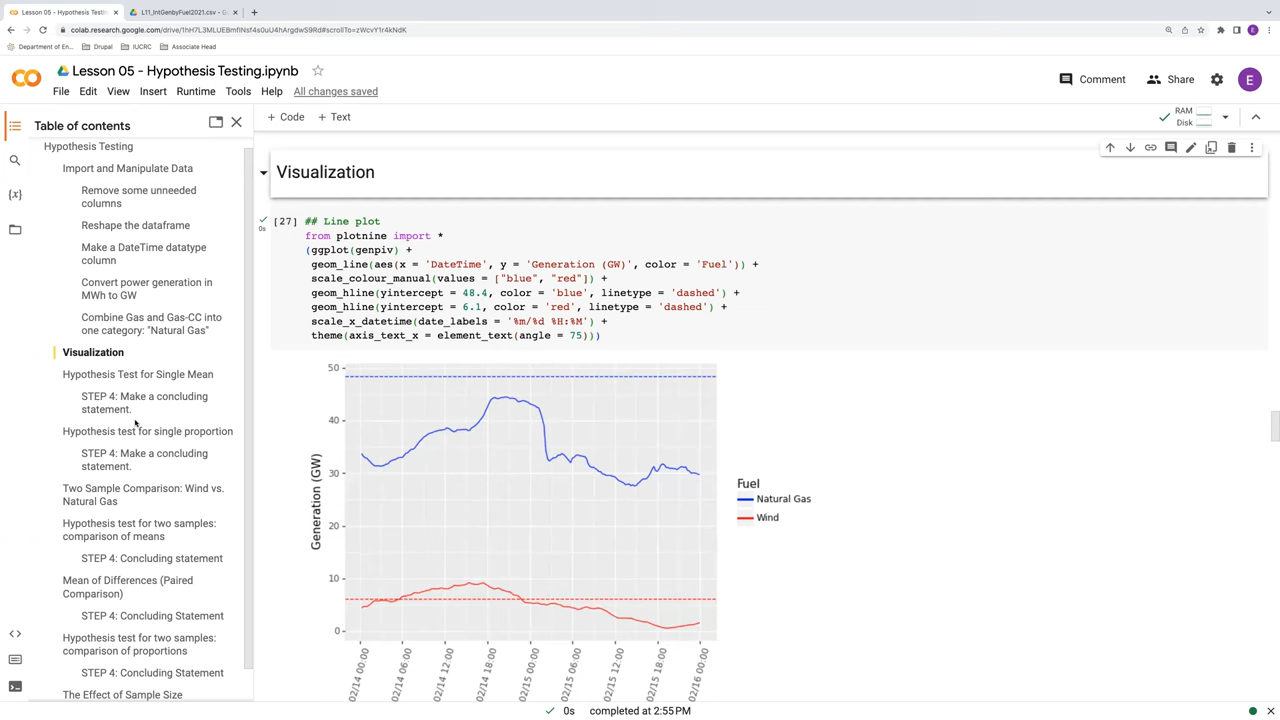 Lesson 05 - Hypothesis Testin
L11_IntGenbyFuel2021.csv - G
colab.research.google.com/drive/1hH7L3MLUEBmfiNsf4s0uU4hArgdwS9Rd#scrollTo=zWcvY1r4kNdK
Department of En... Drupal IUCRC Associate Head
CO Lesson 05 - Hypothesis Testing.ipynb
File Edit View Insert Runtime Tools Help All changes saved
Comment Share E
Table of contents
+ Code + Text
RAM
Disk
Hypothesis Testing
Import and Manipulate Data
Remove some unneeded
columns
Reshape the dataframe
Make a DateTime datatype
column
Convert power generation in
MWh to GW
Combine Gas and Gas-CC into
one category: "Natural Gas"
Visualization
Hypothesis Test for Single Mean
STEP 4: Make a concluding
statement.
Hypothesis test for single proportion
STEP 4: Make a concluding
statement.
Two Sample Comparison: Wind vs.
Natural Gas
Hypothesis test for two samples:
comparison of means
STEP 4: Concluding statement
Mean of Differences (Paired
Comparison)
STEP 4: Concluding Statement
Hypothesis test for two samples:
comparison of proportions
STEP 4: Concluding Statement
The Effect of Sample Size
{x}
Visualization
0s
[27] ## Line plot
from plotnine import *
(ggplot(genpiv) +
geom_line(aes(x = 'DateTime', y = 'Generation (GW)', color = 'Fuel')) +
scale_colour_manual(values = ["blue", "red"]) +
geom_hline(yintercept = 48.4, color = 'blue', linetype = 'dashed') +
geom_hline(yintercept = 6.1, color = 'red', linetype = 'dashed') +
scale_x_datetime(date_labels = '%m/%d %H:%M') +
theme(axis_text_x = element_text(angle = 75)))
50
40
30
20
10
0
Generation (GW)
02/14 00:00
02/14 06:00
02/14 12:00
02/14 18:00
02/15 00:00
02/15 06:00
02/15 12:00
02/15 18:00
02/16 00:00
Fuel
Natural Gas
Wind
0s completed at 2:55 PM